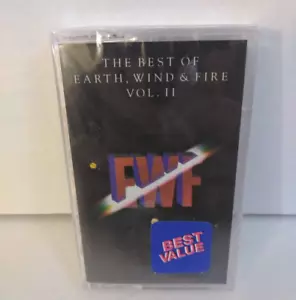 THE BEST OF
EARTH, WIND & FIRE
VOL. II
EWF
BEST
VALUE